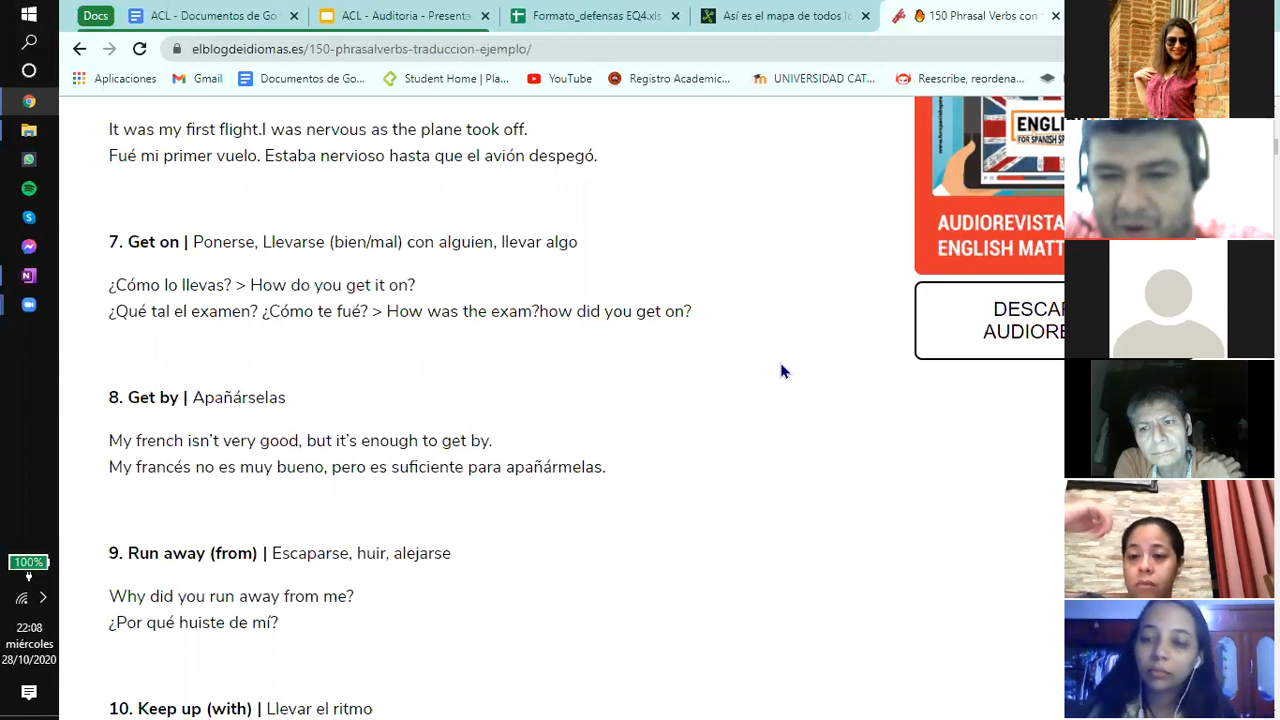 Docs
ACL - Documentos de Go
ACL - Auditoria - Presenta
Formato_defensas EQ4.xls
Así es el mapa de todos l
150 Phrasal Verbs con
elblogdeidiomas.es/150-phrasalverbs-traduccion-ejemplo/
Aplicaciones
Gmail
Documentos de Go...
Student Home | Pla...
YouTube
Registro Academic...
UNIVERSIDAD CAT...
Reescribe, reordena...
It was my first flight.I was nervous as the plane took off.
Fué mi primer vuelo. Estaba nervoso hasta que el avión despegó.
7. Get on | Ponerse, Llevarse (bien/mal) con alguien, llevar algo
¿Cómo lo llevas? > How do you get it on?
¿Qué tal el examen? ¿Cómo te fué? > How was the exam?how did you get on?
8. Get by | Apañárselas
My french isn't very good, but it's enough to get by.
My francés no es muy bueno, pero es suficiente para apañármelas.
9. Run away (from) | Escaparse, huir, alejarse
Why did you run away from me?
¿Por qué huiste de mí?
10. Keep up (with) | Llevar el ritmo
ENGLI
FOR SPANISH SP
AUDIOREVISTA
ENGLISH MATT
DESCAR
AUDIORE
100%
22:08
miércoles
28/10/2020